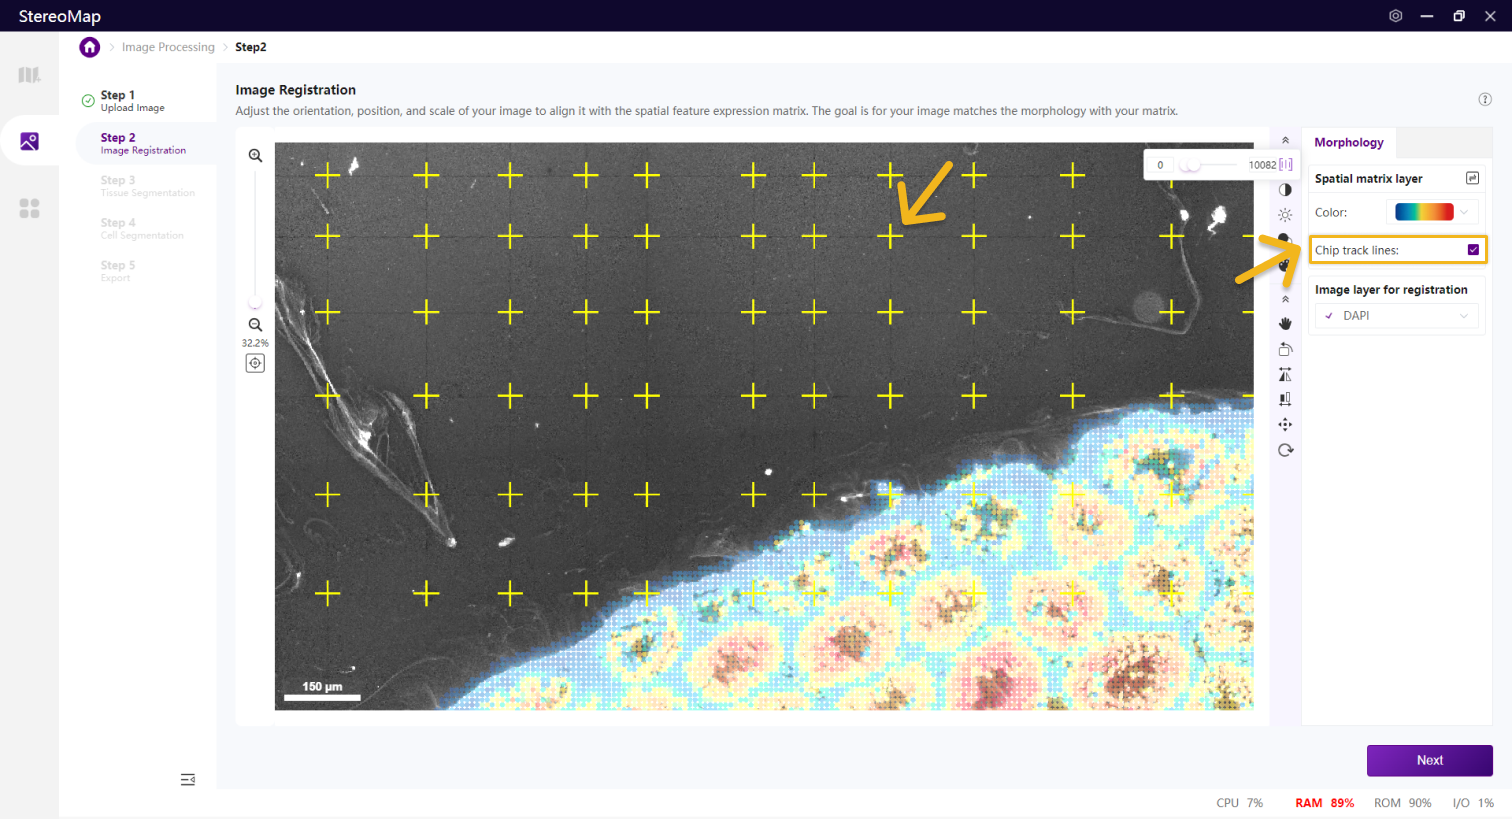 StereoMap
Image Processing > Step2
Step 1
Upload Image
Step 2
Image Registration
Step 3
Tissue Segmentation
Step 4
Cell Segmentation
Step 5
Export
Image Registration
Adjust the orientation, position, and scale of your image to align it with the spatial feature expression matrix. The goal is for your image matches the morphology with your matrix.
32.2%
150 μm
0 10082
Morphology
Spatial matrix layer
Color:
Chip track lines:
Image layer for registration
DAPI
Next
CPU 7% RAM 89% ROM 90% I/O 1%